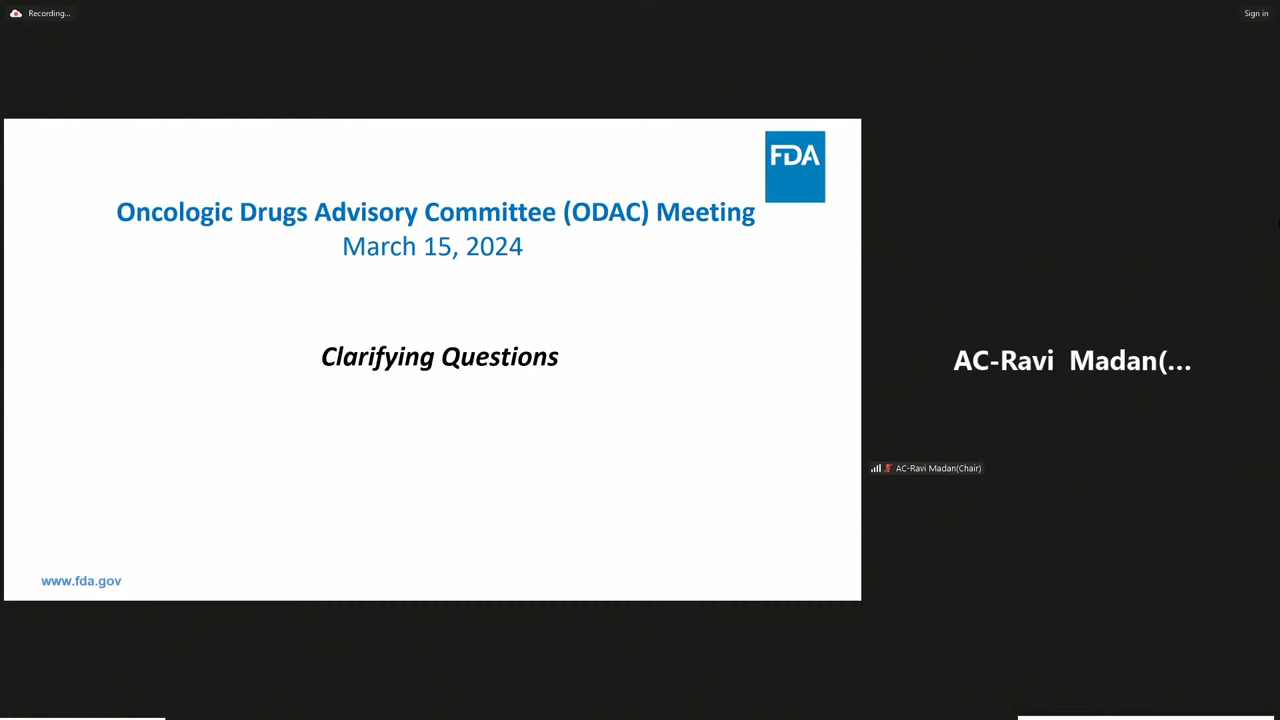 Recording...
Sign in
FDA
Oncologic Drugs Advisory Committee (ODAC) Meeting
March 15, 2024
Clarifying Questions
AC-Ravi Madan(...
AC-Ravi Madan(Chair)
www.fda.gov